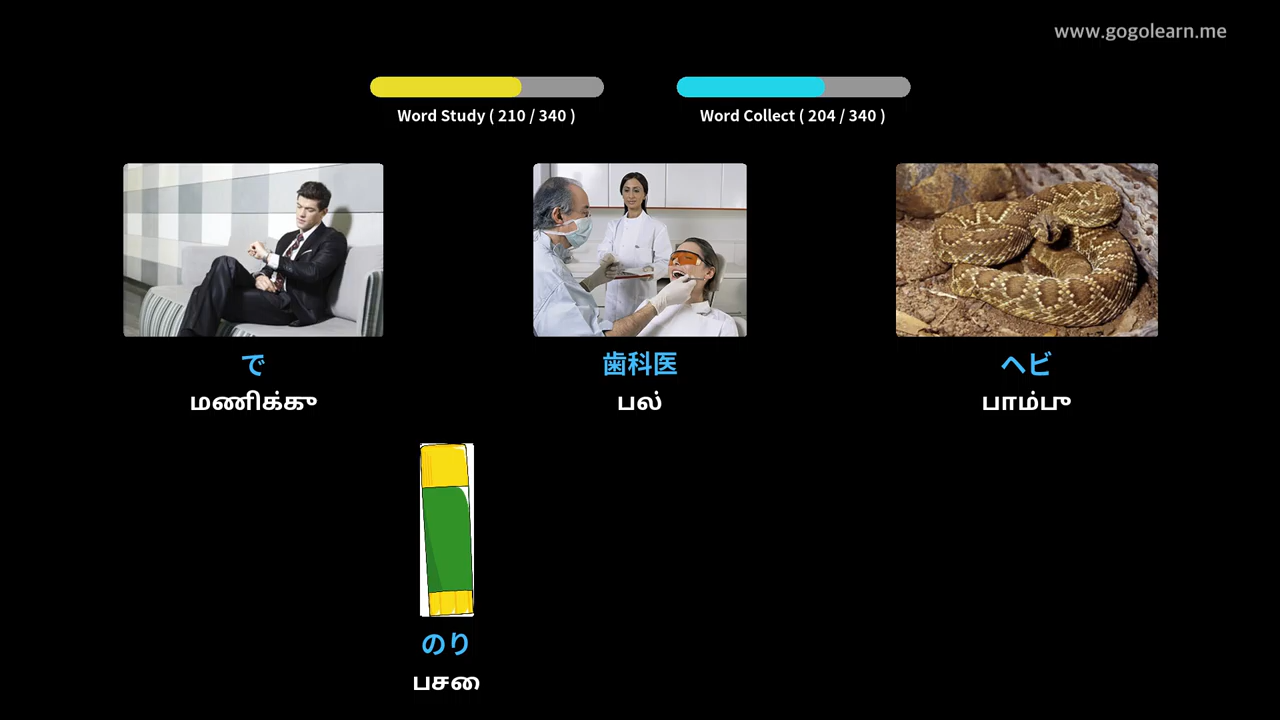 www.gogolearn.me
Word Study ( 210 / 340 )
Word Collect ( 204 / 340 )
で
மணிக்கு
歯科医
பல்
ヘビ
பாம்பு
のり
பசை